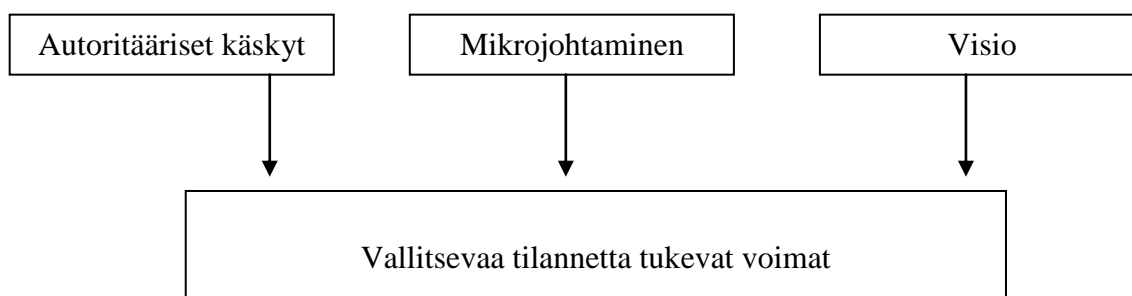 Autoritääriset käskyt
Mikrojohtaminen
Visio
Vallitsevaa tilannetta tukevat voimat